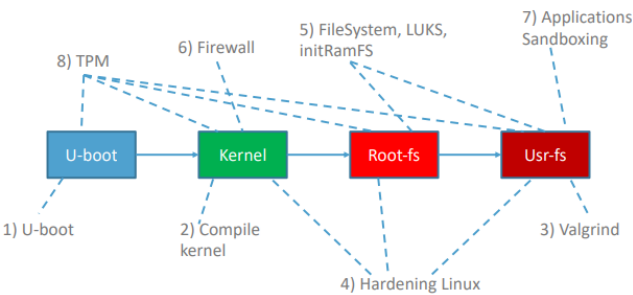 7) Applications
Sandboxing
5) FileSystem, LUKS,
initRamFS
6) Firewall
8) TPM
U-boot
Kernel
Root-fs
Usr-fs
1) U-boot
2) Compile
kernel
3) Valgrind
4) Hardening Linux